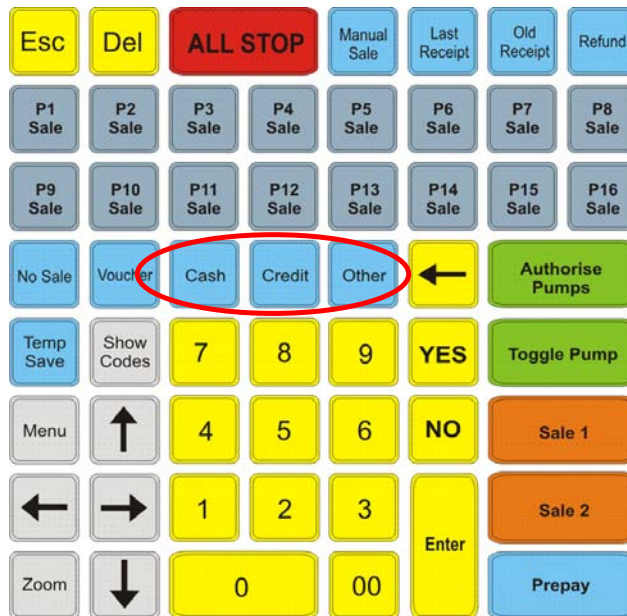 Esc
Del
ALL STOP
Manual
Sale
Last
Receipt
Old
Receipt
Refund
P1
Sale
P2
Sale
P3
Sale
P4
Sale
P5
Sale
P6
Sale
P7
Sale
P8
Sale
P9
Sale
P10
Sale
P11
Sale
P12
Sale
P13
Sale
P14
Sale
P15
Sale
P16
Sale
No Sale
Voucher
Cash
Credit
Other
Authorise
Pumps
Temp
Save
Show
Codes
7
8
9
YES
Toggle Pump
Menu
4
5
6
NO
Sale 1
1
2
3
Enter
Sale 2
Zoom
0
00
Prepay